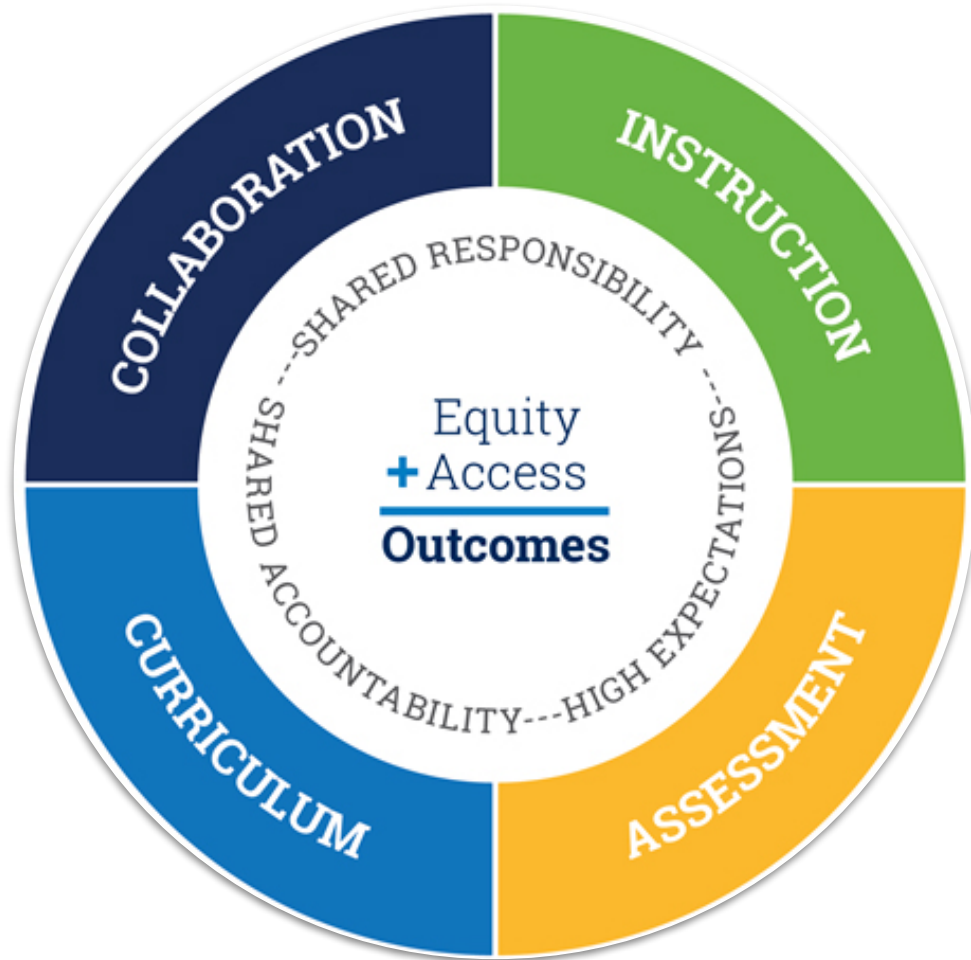 COLLABORATION
INSTRUCTION
SHARED RESPONSIBILITY ---
HIGH EXPECTATIONS---
SHARED ACCOUNTABILITY---
Equity
+Access
Outcomes
CURRICULUM
ASSESSMENT